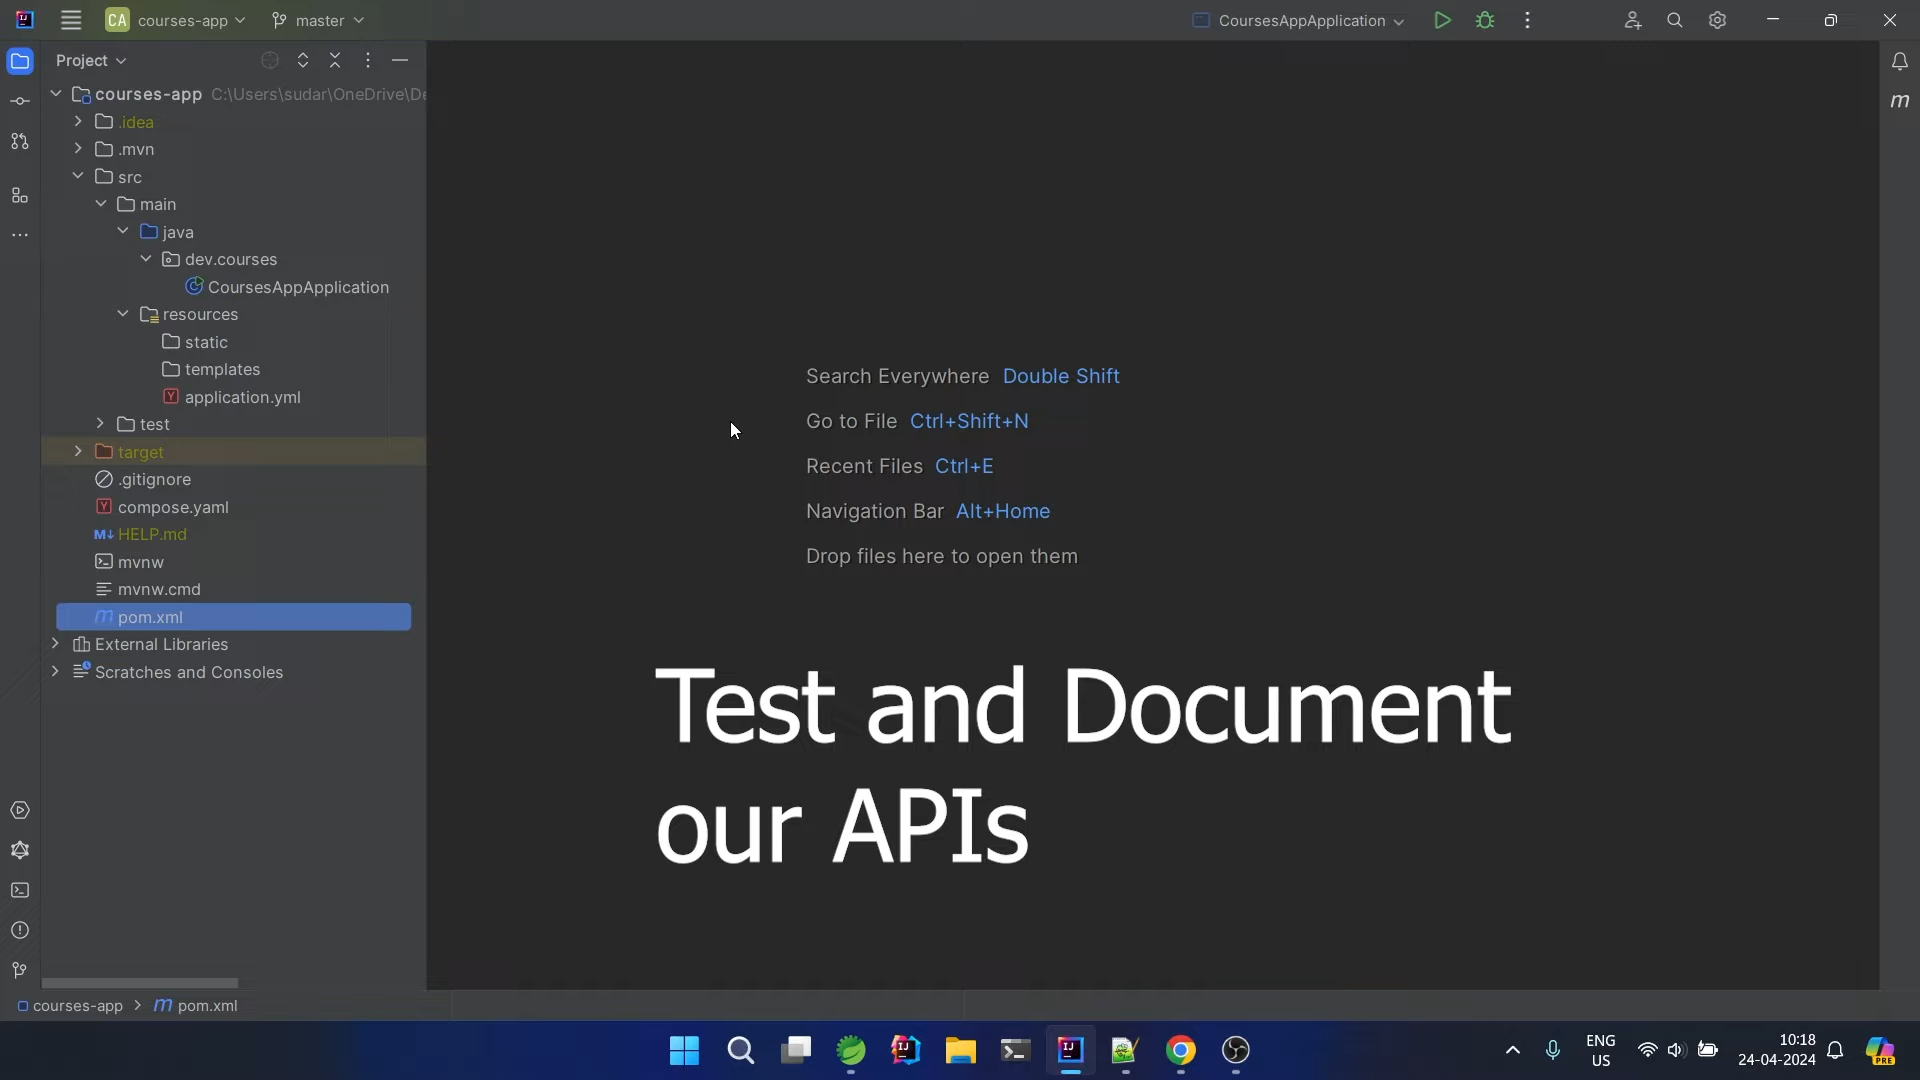 CA courses-app
master
CoursesAppApplication
Project
courses-app C:\Users\sudar\OneDrive\De
.idea
.mvn
src
main
java
dev.courses
CoursesAppApplication
resources
static
templates
application.yml
test
target
.gitignore
compose.yaml
HELP.md
mvnw
mvnw.cmd
pom.xml
External Libraries
Scratches and Consoles
Search Everywhere Double Shift
Go to File Ctrl+Shift+N
Recent Files Ctrl+E
Navigation Bar Alt+Home
Drop files here to open them
Test and Document
our APIs
courses-app > m pom.xml
ENG
US
10:18
24-04-2024
PRE